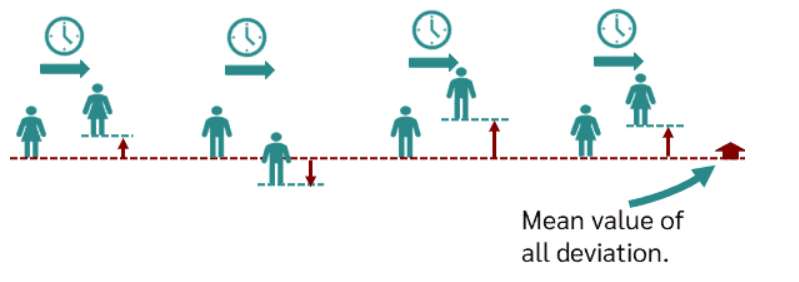 Mean value of
all deviation.